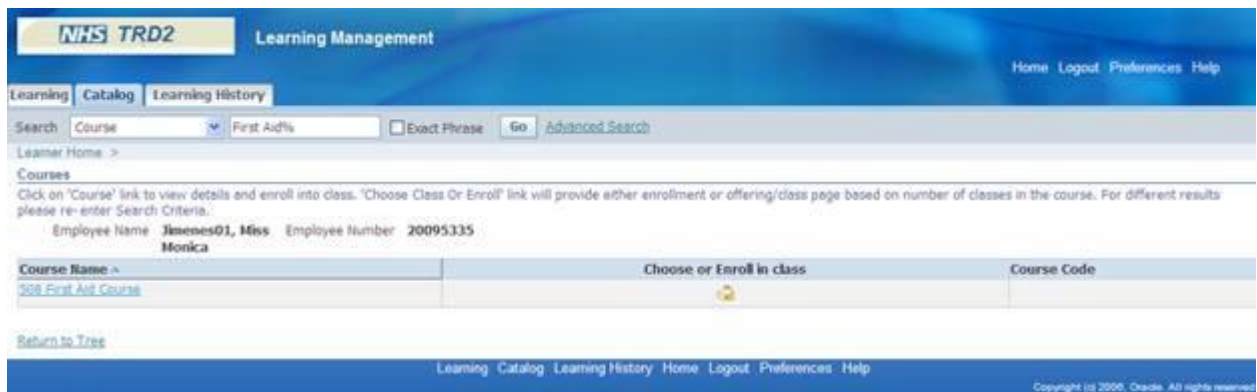 NHS TRD2
Learning Management
Home Logout Preferences Help
Learning Catalog Learning History
Search Course First Aid% Exact Phrase Go Advanced Search
Learner Home >
Courses
Click on 'Course' link to view details and enroll into class. 'Choose Class Or Enroll' link will provide either enrollment or offering/class page based on number of classes in the course. For different results
please re-enter Search Criteria.
Employee Name Jimenes01, Miss Employee Number 20095335
Monica
Course Name Choose or Enroll in class Course Code
508 First Aid Course
Return to Tree
Learning Catalog Learning History Home Logout Preferences Help
Copyright (c) 2006, Oracle. All rights reserved